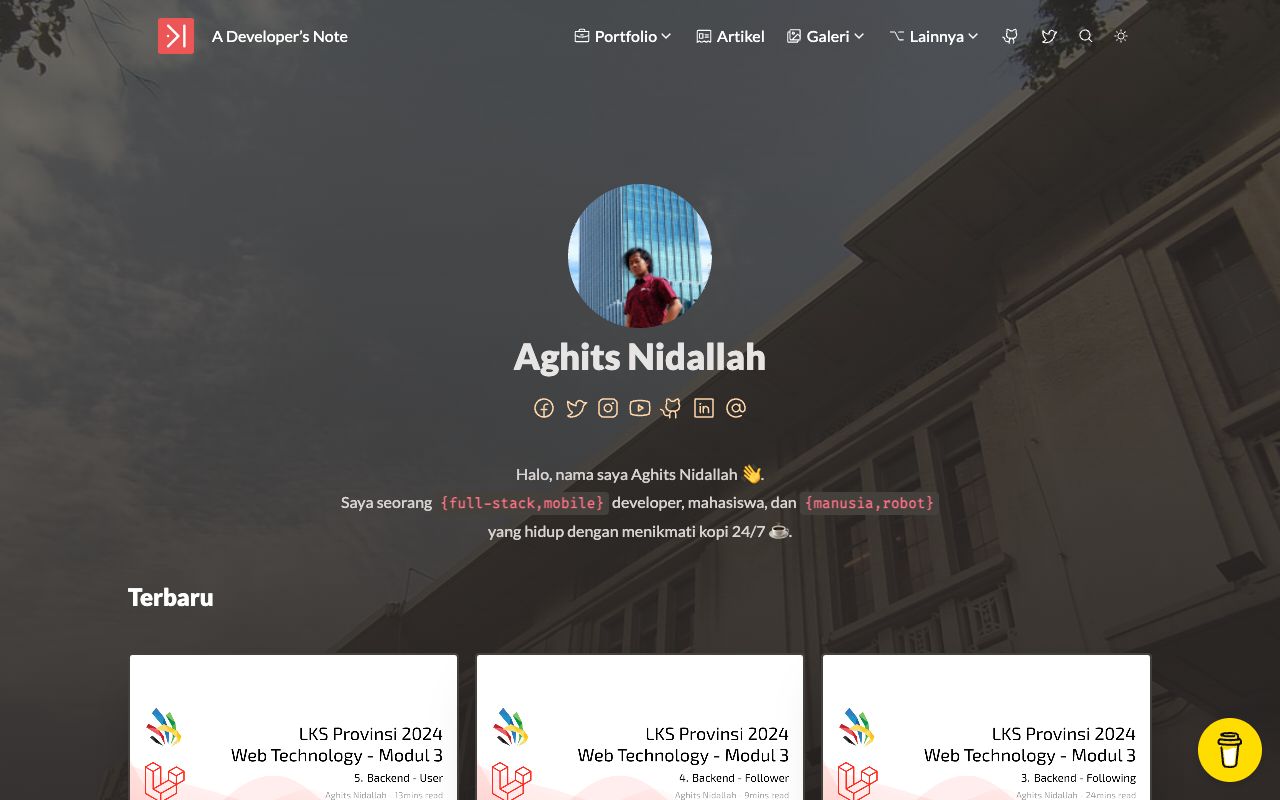 A Developer's Note
Portfolio
Artikel
Galeri
Lainnya
Aghits Nidallah
Halo, nama saya Aghits Nidallah 👋.
Saya seorang {full-stack,mobile} developer, mahasiswa, dan {manusia,robot}
yang hidup dengan menikmati kopi 24/7 ☕.
Terbaru
LKS Provinsi 2024
Web Technology - Modul 3
5. Backend - User
Aghits Nidallah - 13mins read
LKS Provinsi 2024
Web Technology - Modul 3
4. Backend - Follower
Aghits Nidallah - 9mins read
LKS Provinsi 2024
Web Technology - Modul 3
3. Backend - Following
Aghits Nidallah - 24mins read